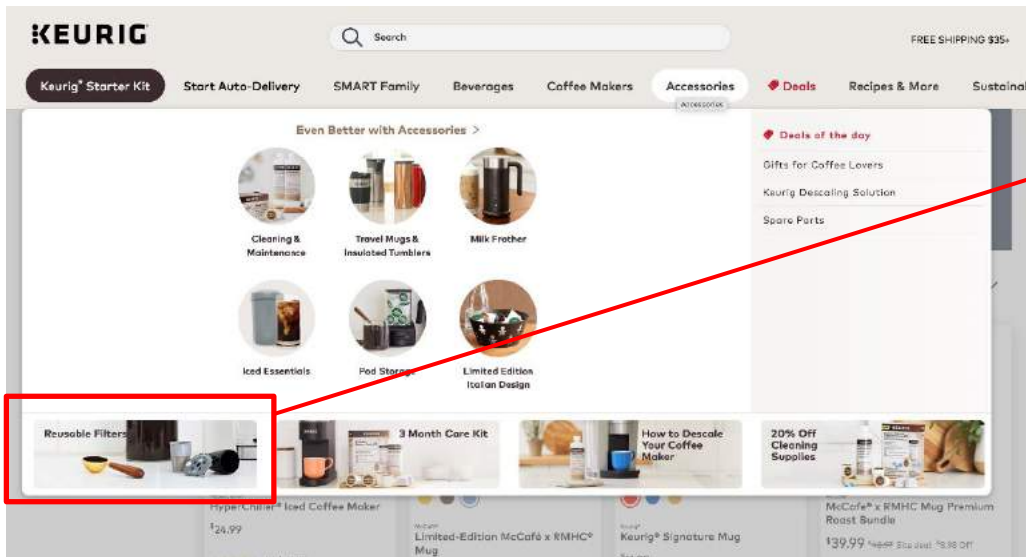 KEURIG
Search
FREE SHIPPING $35+
Keurig® Starter Kit
Start Auto-Delivery
SMART Family
Beverages
Coffee Makers
Accessories
Deals
Recipes & More
Accessories
Even Better with Accessories >
Cleaning &
Maintenance
Travel Mugs &
Insulated Tumblers
Milk Frother
Iced Essentials
Pod Storage
Limited Edition
Italian Design
Deals of the day
Gifts for Coffee Lovers
Keurig Descaling Solution
Spare Parts
Reusable Filters
3 Month Care Kit
How to Descale
Your Coffee
Maker
20% Off
Cleaning
Supplies
HyperChiller® Iced Coffee Maker
$24.99
Limited-Edition McCafé x RMHC®
Mug
Keurig® Signature Mug
McCafe® x RMHC Mug Premium
Roast Bundle
$39.99